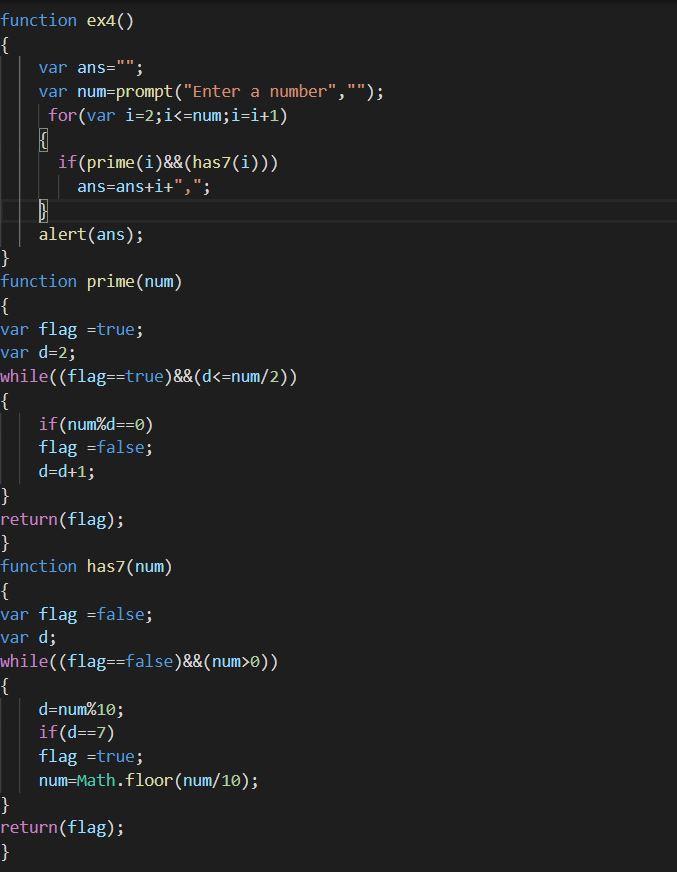 function ex4()
{
    var ans="";
    var num=prompt("Enter a number","");
     for(var i=2;i<=num;i=i+1)
    {
      if(prime(i)&&(has7(i)))
        ans=ans+i+",";
    }
    alert(ans);
}
function prime(num)
{
var flag =true;
var d=2;
while((flag==true)&&(d<=num/2))
{
    if(num%d==0)
    flag =false;
    d=d+1;
}
return(flag);
}
function has7(num)
{
var flag =false;
var d;
while((flag==false)&&(num>0))
{
    d=num%10;
    if(d==7)
    flag =true;
    num=Math.floor(num/10);
}
return(flag);
}